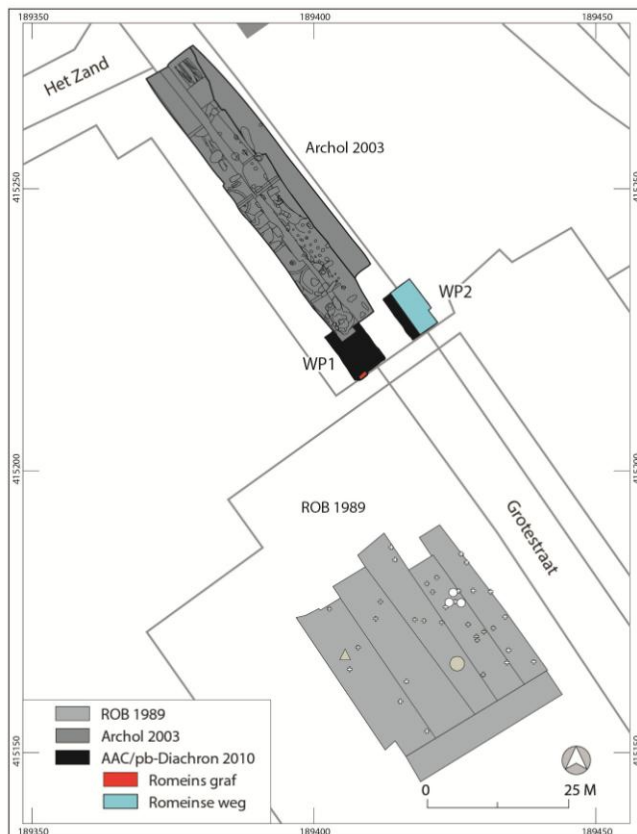 189350
189400
189450
Het Zand
Archol 2003
415250
415250
WP2
WP1
415200
415200
ROB 1989
Grotestraat
ROB 1989
Archol 2003
AAC/pb-Diachron 2010
Romeins graf
Romeinse weg
415150
415150
0
25 M
189350
189400
189450